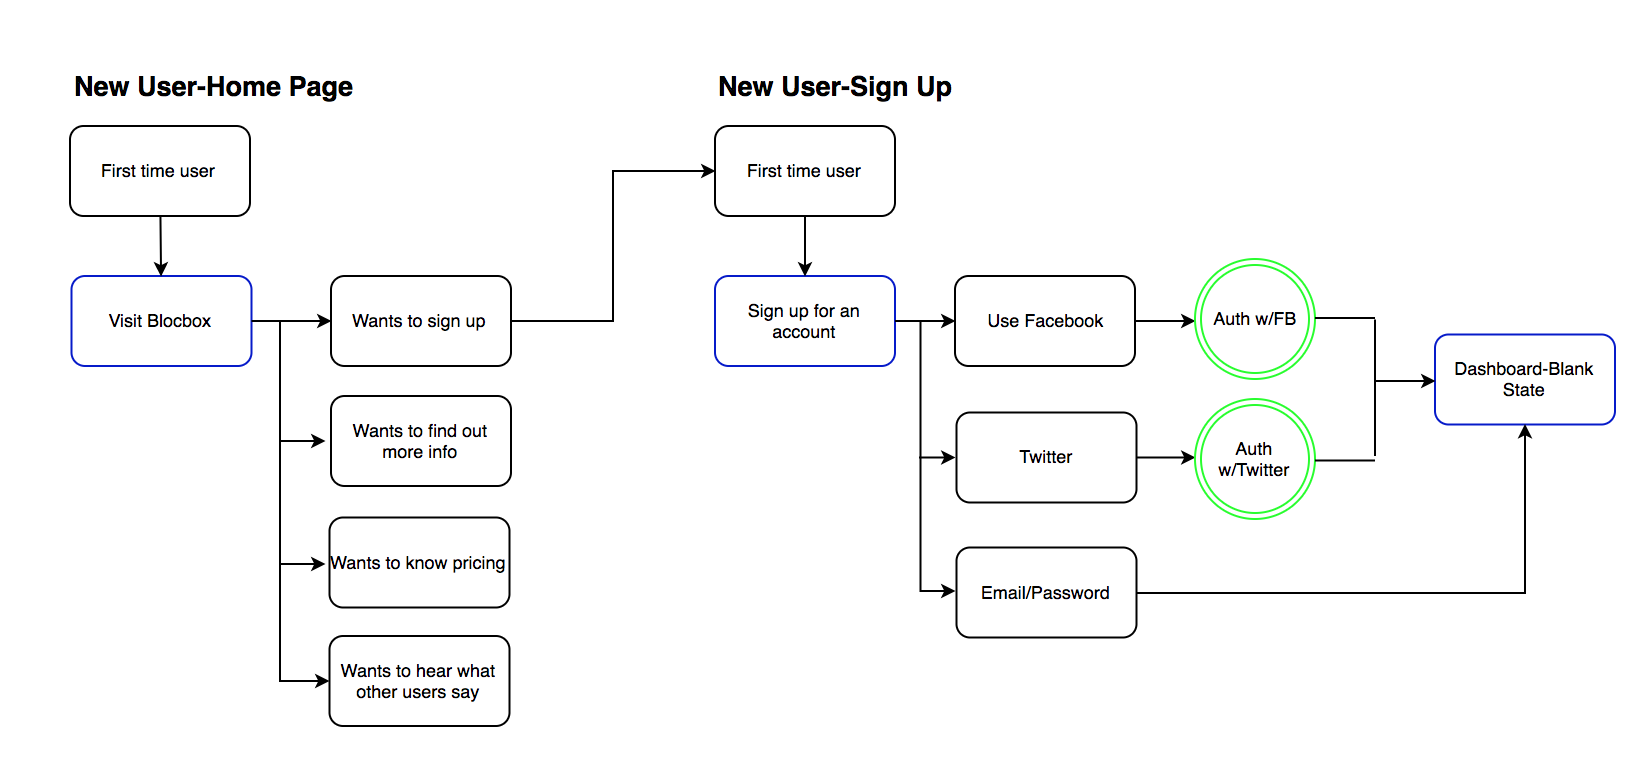 New User-Home Page
First time user
Visit Blocbox
Wants to sign up
Wants to find out
more info
Wants to know pricing
Wants to hear what
other users say
New User-Sign Up
First time user
Sign up for an
account
Use Facebook
Auth w/FB
Twitter
Auth
w/Twitter
Email/Password
Dashboard-Blank
State